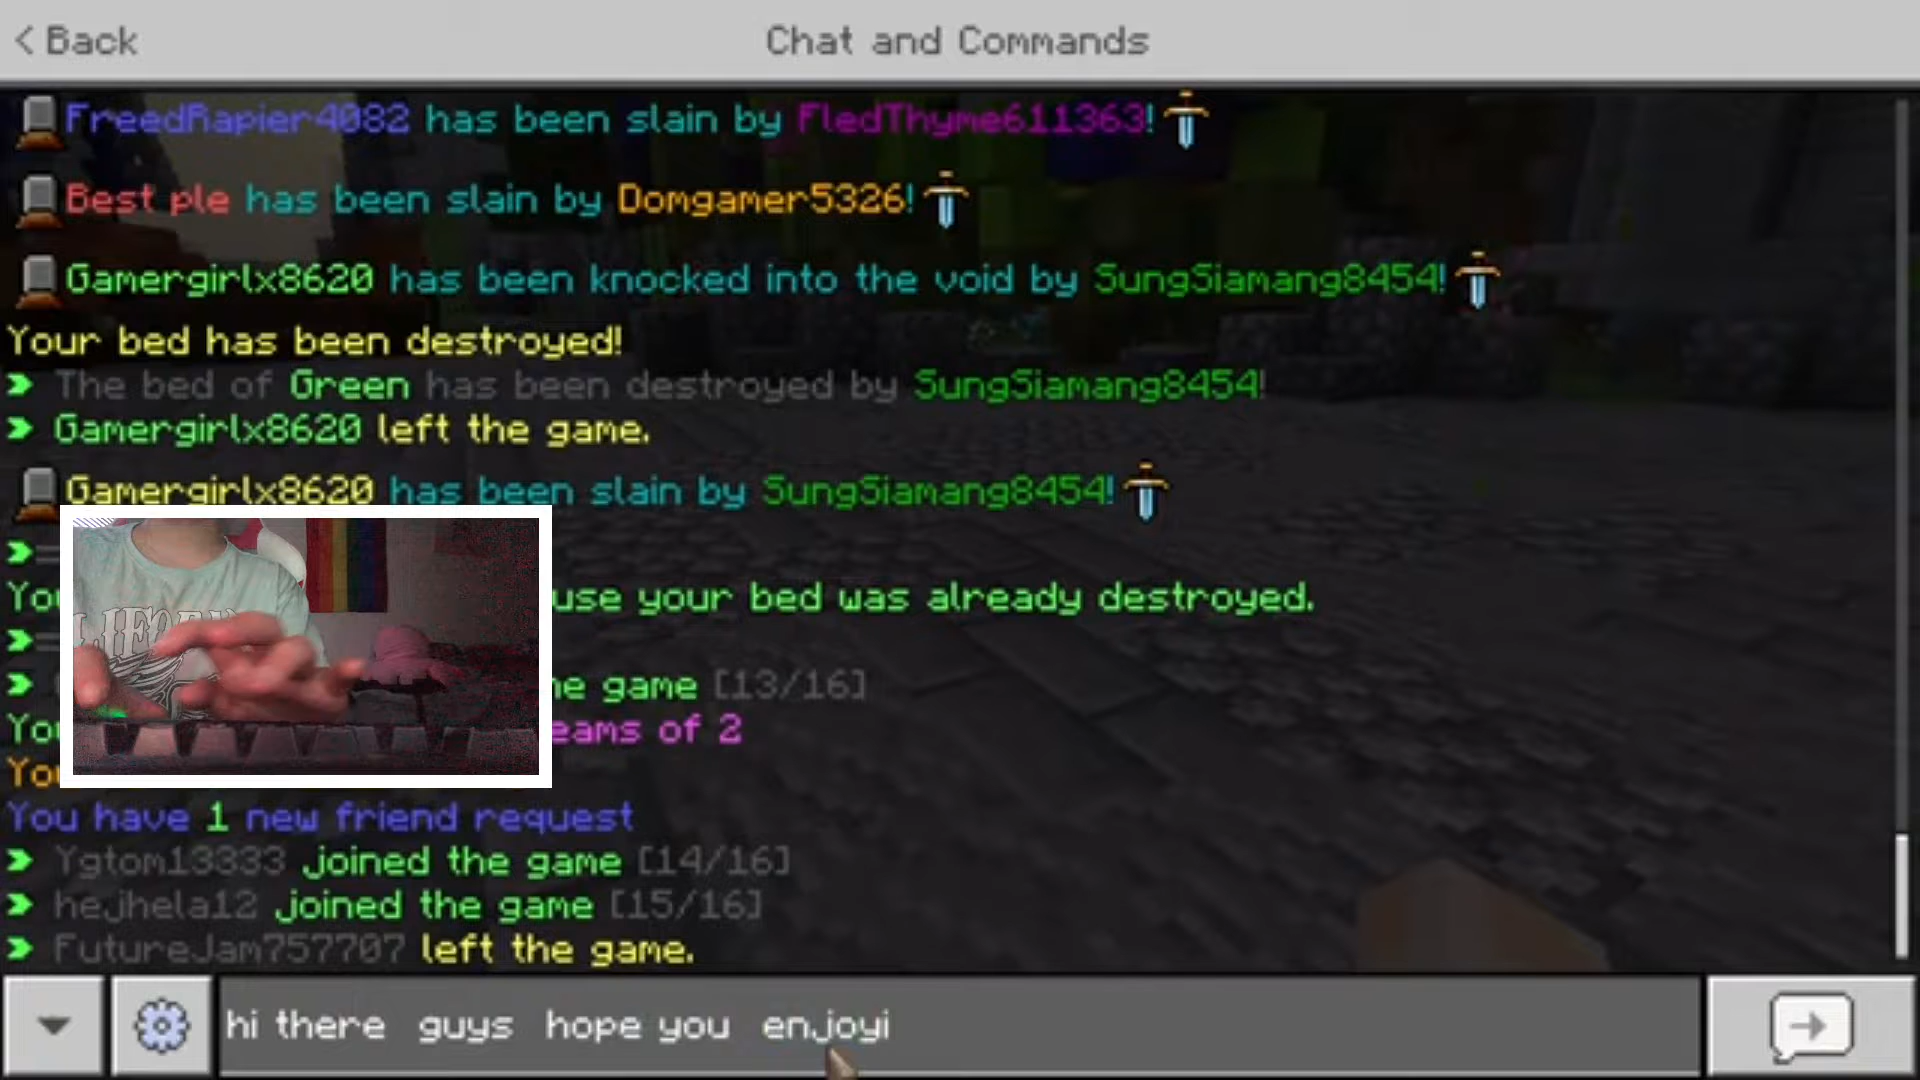 < Back
Chat and Commands
FreedRapier4082 has been slain by FledThyme611363!
Best ple has been slain by Domgamer5326!
Gamergirlx8620 has been knocked into the void by SungSiamang8454!
Your bed has been destroyed!
The bed of Green has been destroyed by SungSiamang8454!
Gamergirlx8620 left the game.
Gamergirlx8620 has been slain by SungSiamang8454!
use your bed was already destroyed.
game [13/16]
of 2
You have 1 new friend request
Ygtom13333 joined the game [14/16]
hejhela12 joined the game [15/16]
FutureJam757707 left the game.
hi there guys hope you enjoyi